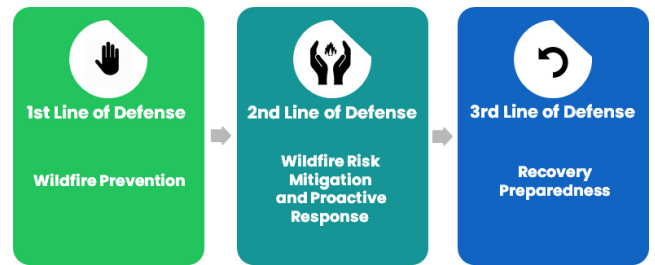 1st Line of Defense
Wildfire Prevention
2nd Line of Defense
Wildfire Risk
Mitigation
and Proactive
Response
3rd Line of Defense
Recovery
Preparedness